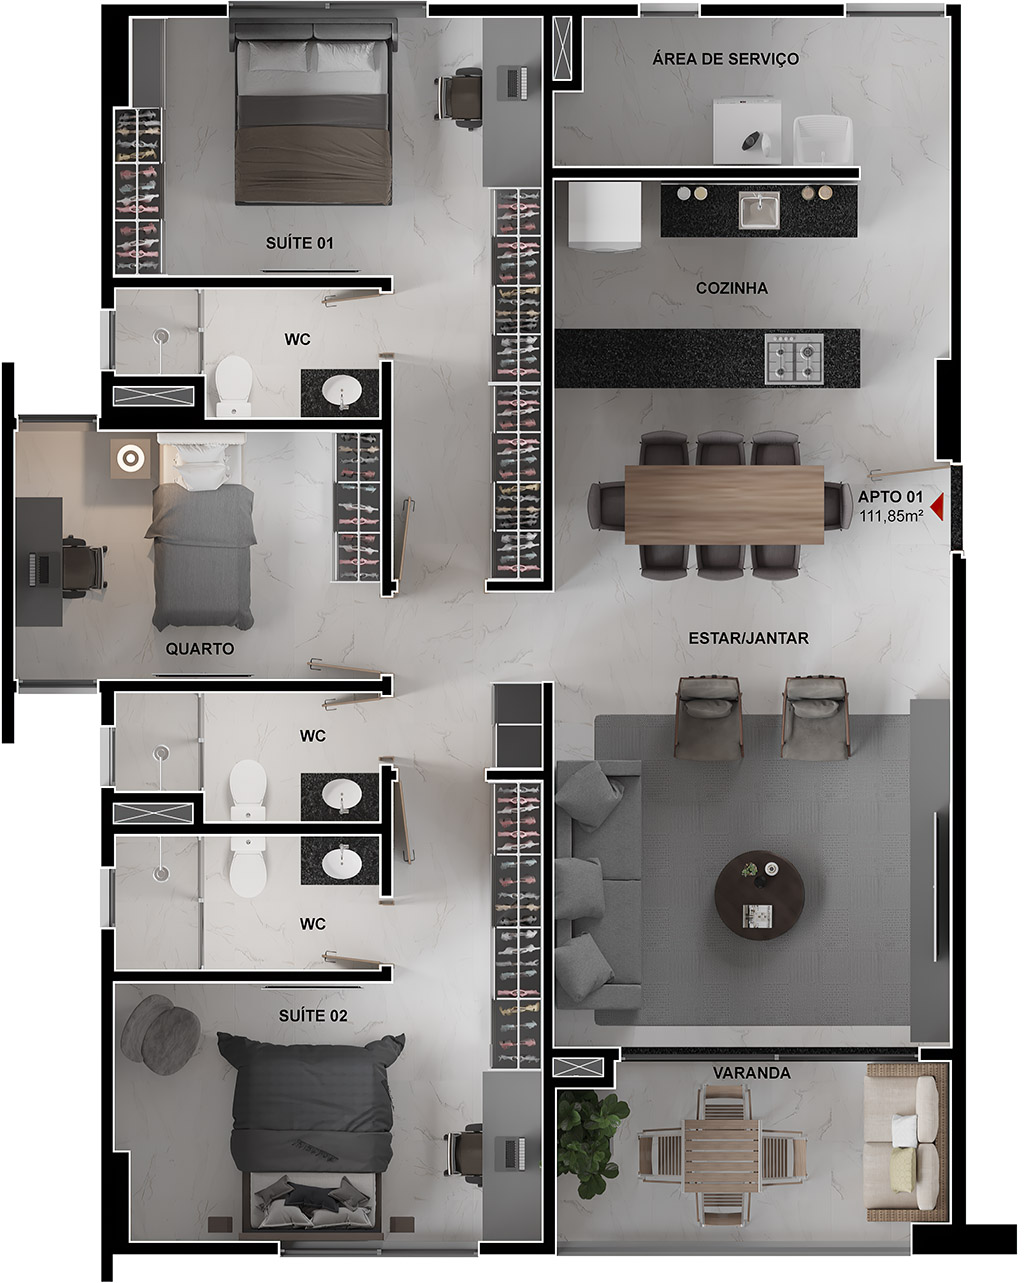 ÁREA DE SERVIÇO
SUÍTE 01
COZINHA
WC
APTO 01
111,85m²
ESTAR/JANTAR
QUARTO
WC
WC
SUÍTE 02
VARANDA